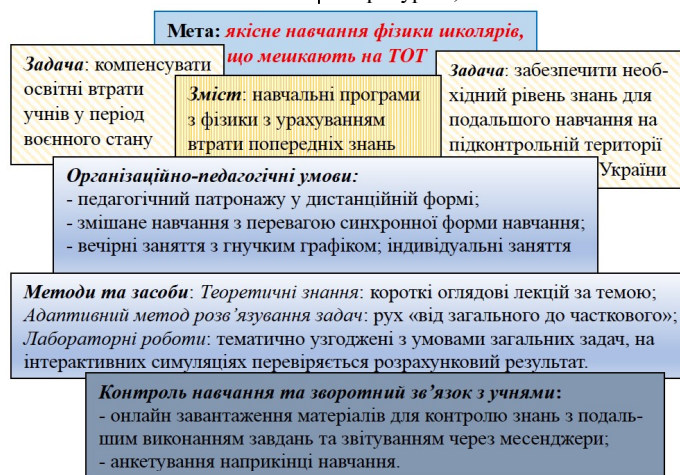 Мета: якісне навчання фізики школярів,
що мешкають на ТОТ
Задача: компенсувати
освітні втрати
учнів у період
воєнного стану
Зміст: навчальні програми
з фізики з урахуванням
втрати попередніх знань
Задача: забезпечити необ-
хідний рівень знань для
подальшого навчання на
підконтрольній території
України
Організаційно-педагогічні умови:
- педагогічний патронажу у дистанційній формі;
- змішане навчання з перевагою синхронної форми навчання;
- вечірні заняття з гнучким графіком; індивідуальні заняття
Методи та засоби: Теоретичні знання: короткі оглядові лекцій за темою;
Адаптивний метод розв’язування задач: рух «від загального до часткового»;
Лабораторні роботи: тематично узгоджені з умовами загальних задач, на
інтерактивних симуляціях перевіряється розрахунковий результат.
Контроль навчання та зворотний зв’язок з учнями:
- онлайн завантаження матеріалів для контролю знань з подаль-
шим виконанням завдань та звітуванням через месенджери;
- анкетування наприкінці навчання.